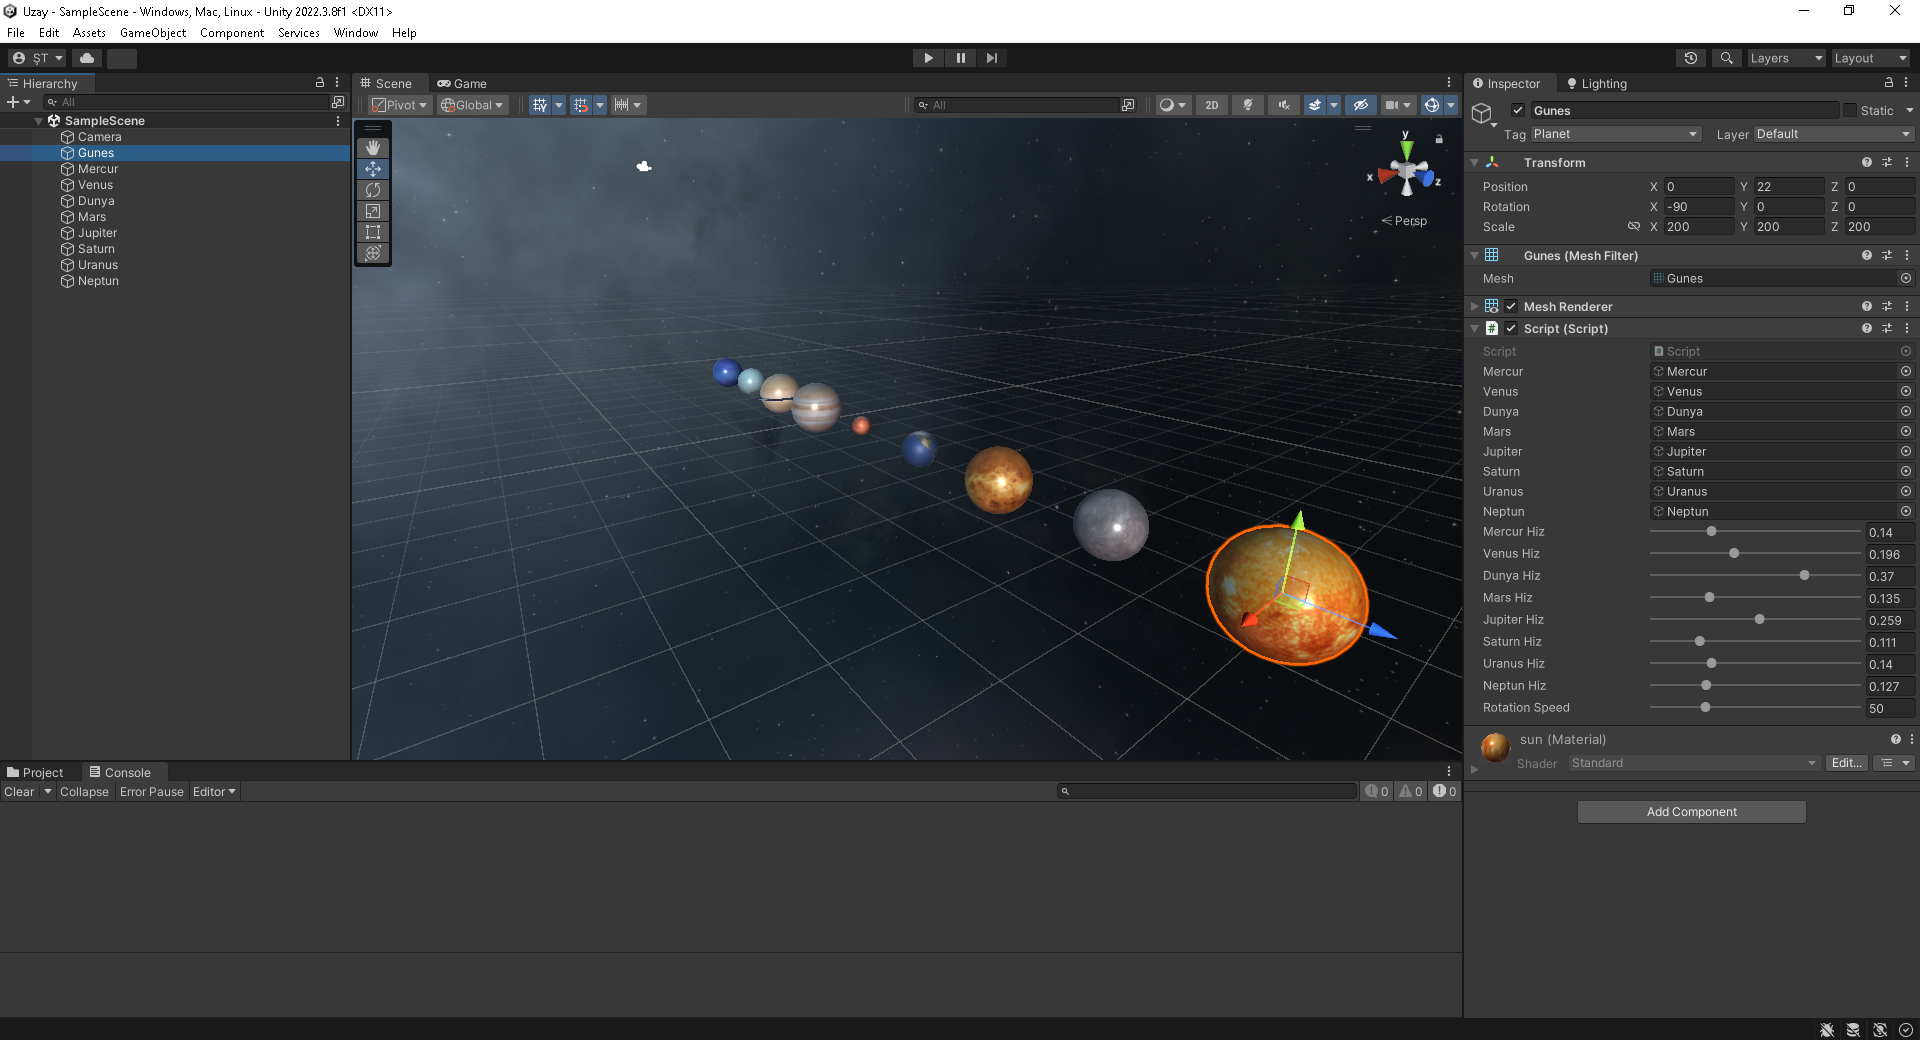 Uzay - SampleScene - Windows, Mac, Linux - Unity 2022.3.8f1 <DX11>
File Edit Assets GameObject Component Services Window Help
ŞT Layers Layout
Hierarchy
All
SampleScene
Camera
Gunes
Mercur
Venus
Dunya
Mars
Jupiter
Saturn
Uranus
Neptun
Scene Game
Pivot Global All 2D
y
x z
Persp
Inspector Lighting
Gunes Static
Tag Planet Layer Default
Transform
Position X 0 Y 22 Z 0
Rotation X -90 Y 0 Z 0
Scale X 200 Y 200 Z 200
Gunes (Mesh Filter)
Mesh Gunes
Mesh Renderer
# Script (Script)
Script Script
Mercur Mercur
Venus Venus
Dunya Dunya
Mars Mars
Jupiter Jupiter
Saturn Saturn
Uranus Uranus
Neptun Neptun
Mercur Hiz 0.14
Venus Hiz 0.196
Dunya Hiz 0.37
Mars Hiz 0.135
Jupiter Hiz 0.259
Saturn Hiz 0.111
Uranus Hiz 0.14
Neptun Hiz 0.127
Rotation Speed 50
sun (Material)
Shader Standard Edit...
Add Component
Project Console
Clear Collapse Error Pause Editor 0 0 0